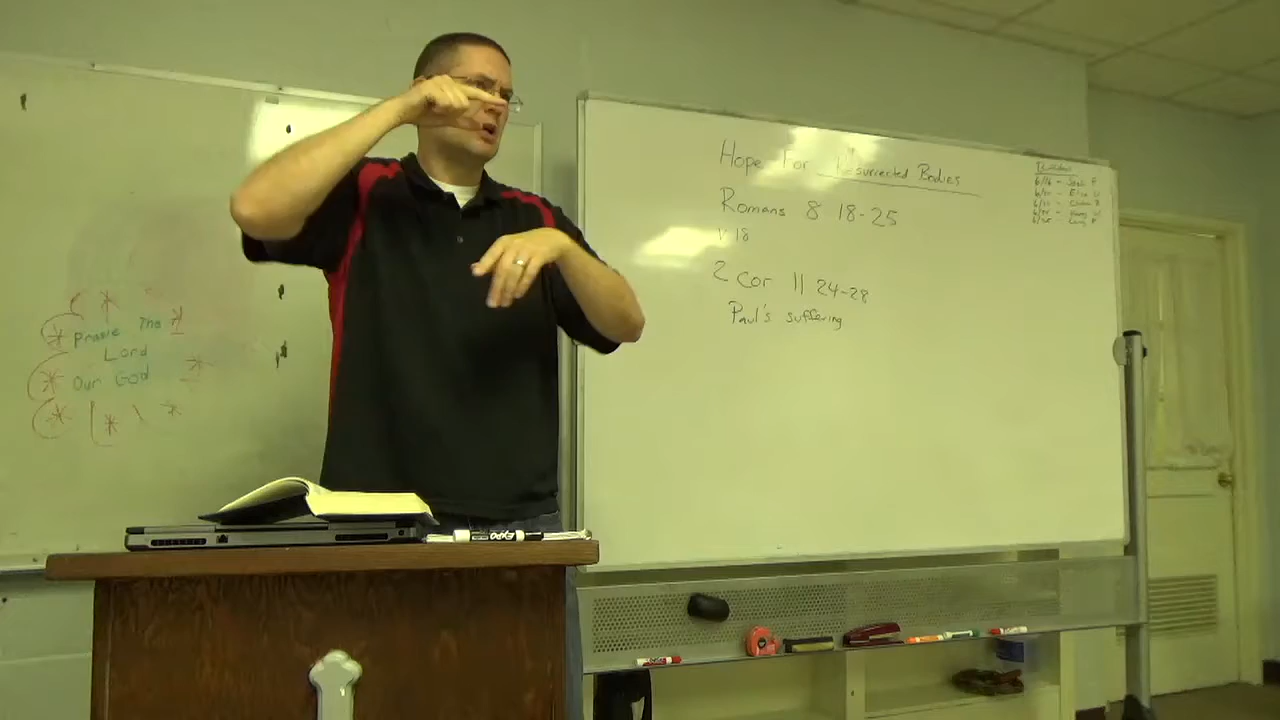 Praise The
Lord
Our God
Hope For Resurrected Bodies
Romans 8 18-25
v 18
2 Cor 11 24-28
Paul's suffering
EXPO